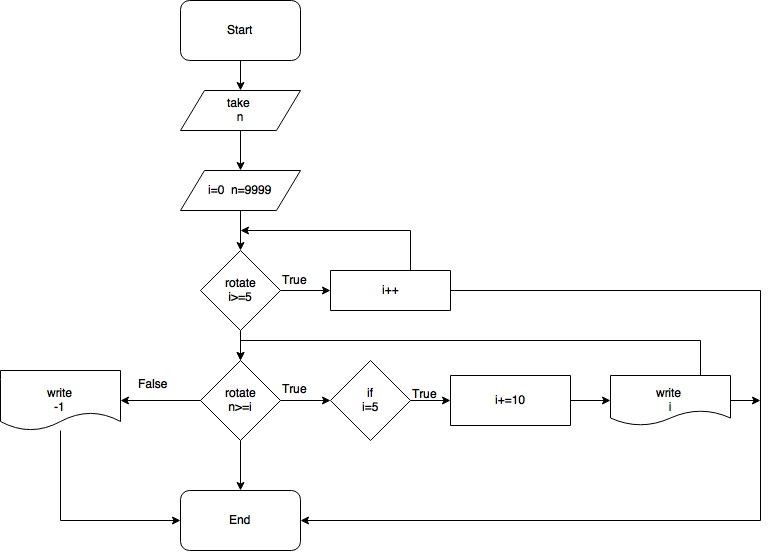 Start
take
n
i=0  n=9999
rotate
i>=5
True
i++
rotate
n>=i
True
False
write
-1
if
i=5
True
i+=10
write
i
End